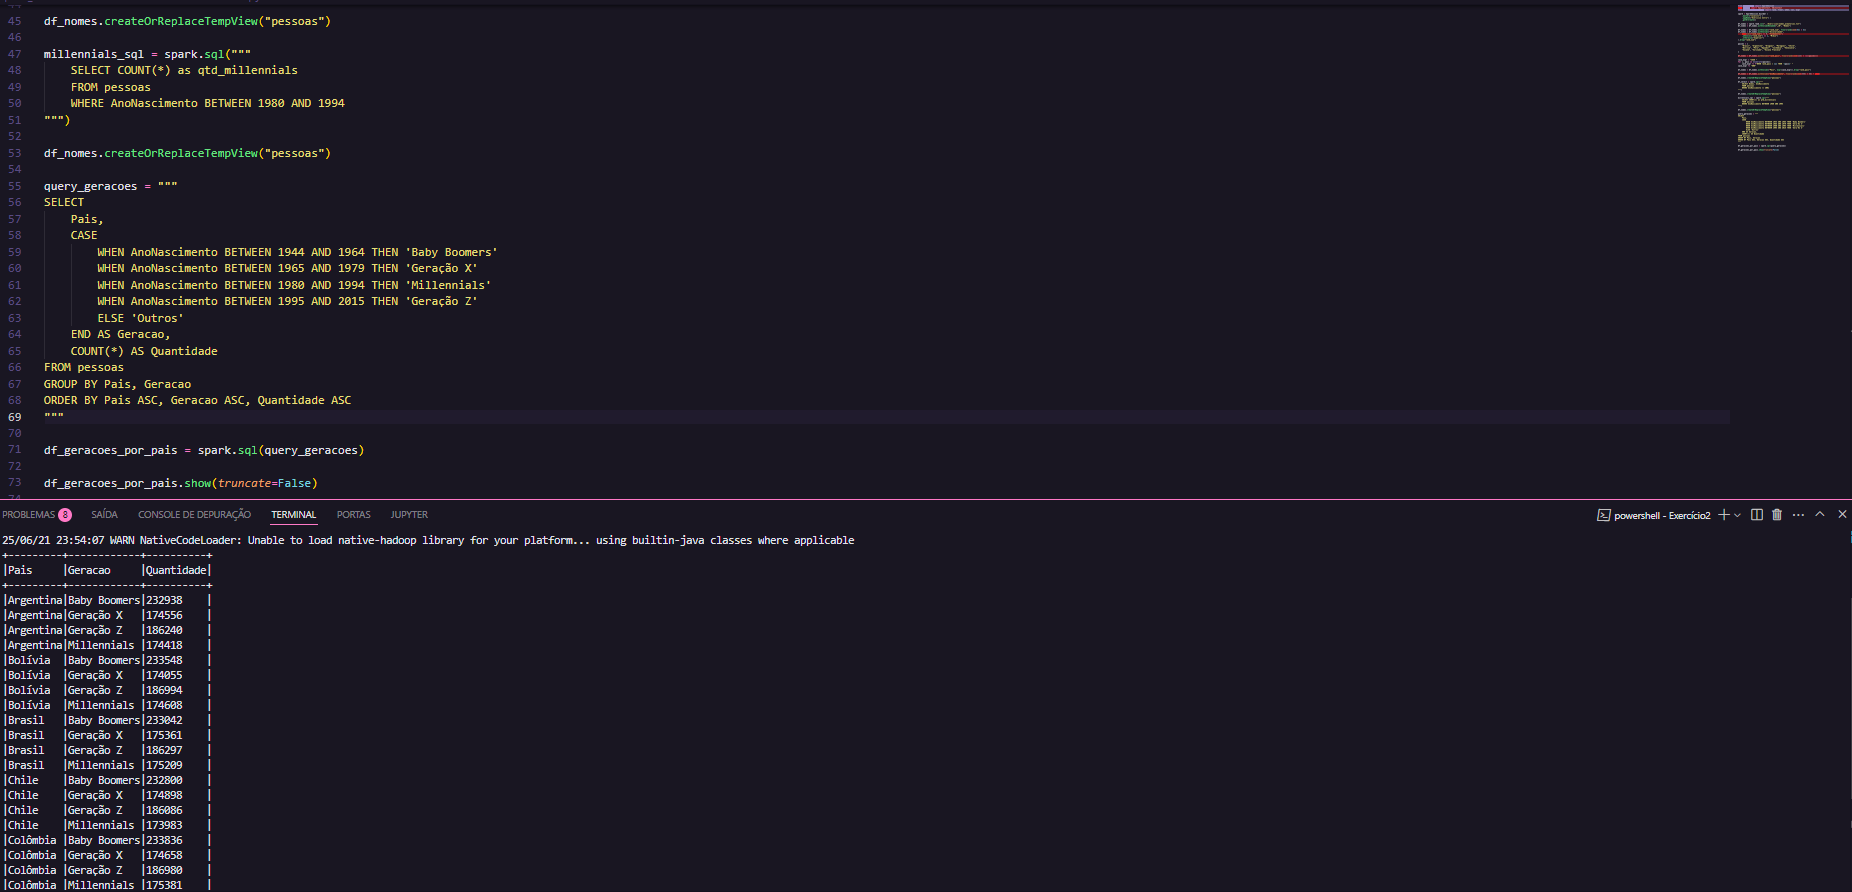 45 df_nomes.createOrReplaceTempView("pessoas")
46
47 millennials_sql = spark.sql("""
48     SELECT COUNT(*) as qtd_millennials
49     FROM pessoas
50     WHERE AnoNascimento BETWEEN 1980 AND 1994
51 """)
52
53 df_nomes.createOrReplaceTempView("pessoas")
54
55 query_geracoes = """
56 SELECT
57     Pais,
58     CASE
59         WHEN AnoNascimento BETWEEN 1944 AND 1964 THEN 'Baby Boomers'
60         WHEN AnoNascimento BETWEEN 1965 AND 1979 THEN 'Geração X'
61         WHEN AnoNascimento BETWEEN 1980 AND 1994 THEN 'Millennials'
62         WHEN AnoNascimento BETWEEN 1995 AND 2015 THEN 'Geração Z'
63         ELSE 'Outros'
64     END AS Geracao,
65     COUNT(*) AS Quantidade
66 FROM pessoas
67 GROUP BY Pais, Geracao
68 ORDER BY Pais ASC, Geracao ASC, Quantidade ASC
69 """
70
71 df_geracoes_por_pais = spark.sql(query_geracoes)
72
73 df_geracoes_por_pais.show(truncate=False)
PROBLEMAS 8 SAÍDA CONSOLE DE DEPURAÇÃO TERMINAL PORTAS JUPYTER powershell - Exercício2
25/06/21 23:54:07 WARN NativeCodeLoader: Unable to load native-hadoop library for your platform... using builtin-java classes where applicable
+---------+------------+----------+
|Pais     |Geracao     |Quantidade|
+---------+------------+----------+
|Argentina|Baby Boomers|232938    |
|Argentina|Geração X   |174556    |
|Argentina|Geração Z   |186240    |
|Argentina|Millennials |174418    |
|Bolívia  |Baby Boomers|233548    |
|Bolívia  |Geração X   |174055    |
|Bolívia  |Geração Z   |186994    |
|Bolívia  |Millennials |174608    |
|Brasil   |Baby Boomers|233042    |
|Brasil   |Geração X   |175361    |
|Brasil   |Geração Z   |186297    |
|Brasil   |Millennials |175209    |
|Chile    |Baby Boomers|232800    |
|Chile    |Geração X   |174898    |
|Chile    |Geração Z   |186086    |
|Chile    |Millennials |173983    |
|Colômbia |Baby Boomers|233836    |
|Colômbia |Geração X   |174658    |
|Colômbia |Geração Z   |186980    |
|Colômbia |Millennials |175381    |